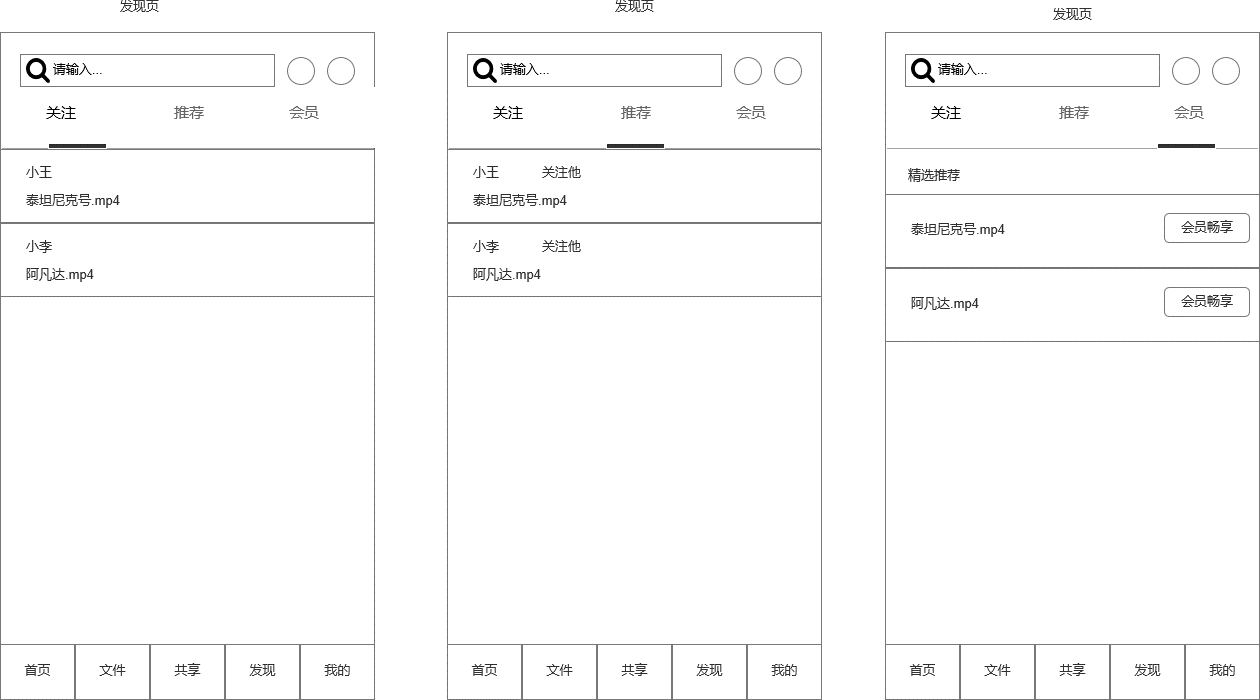 发现页
请输入...
关注 推荐 会员
小王
泰坦尼克号.mp4
小李
阿凡达.mp4
首页 文件 共享 发现 我的
发现页
请输入...
关注 推荐 会员
小王 关注他
泰坦尼克号.mp4
小李 关注他
阿凡达.mp4
首页 文件 共享 发现 我的
发现页
请输入...
关注 推荐 会员
精选推荐
泰坦尼克号.mp4 会员畅享
阿凡达.mp4 会员畅享
首页 文件 共享 发现 我的